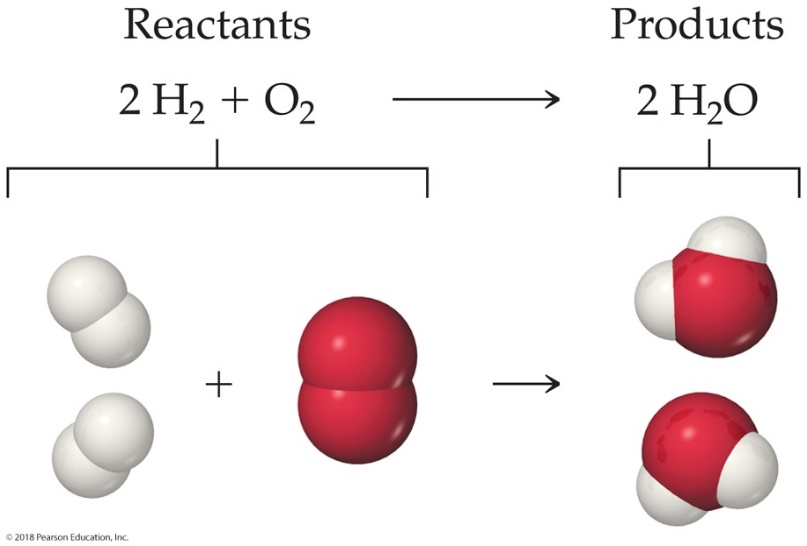 Reactants Products
2 H₂ + O₂ ⟶ 2 H₂O
+ ⟶
© 2018 Pearson Education, Inc.